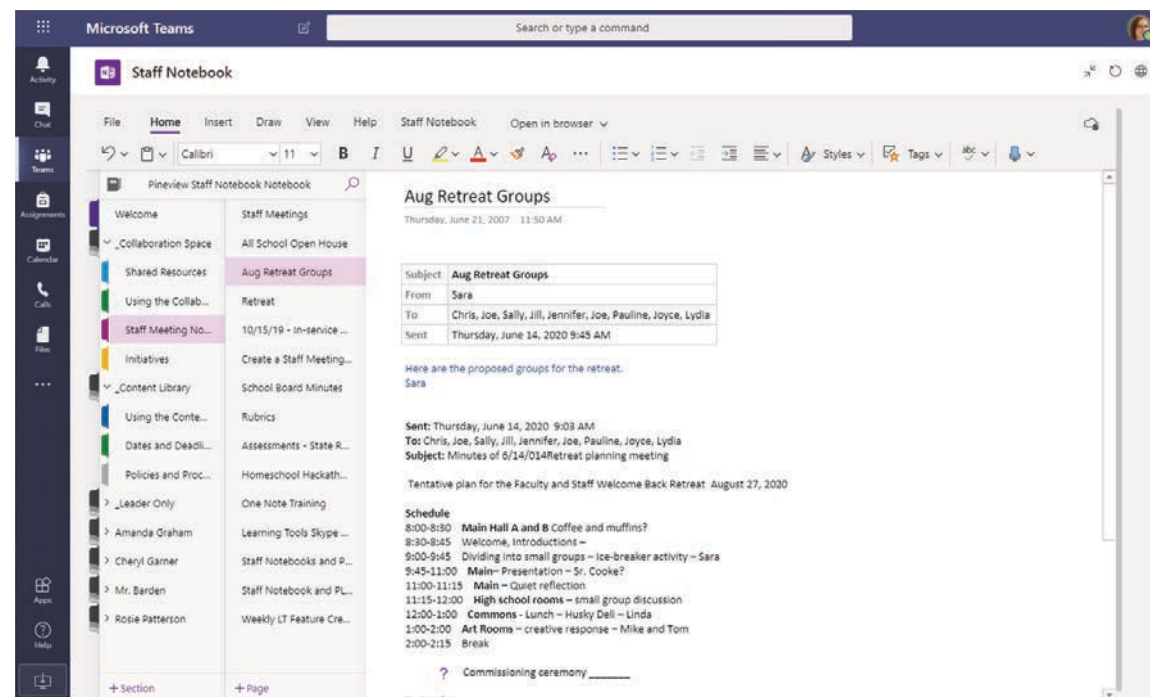 Microsoft Teams
Search or type a command
Activity
Chat
Teams
Assignments
Calendar
Calls
Files
Apps
Help
Staff Notebook
File Home Insert Draw View Help Staff Notebook Open in browser
Calibri 11 B I U A A Styles Tags abc
Pineview Staff Notebook Notebook
Welcome
_Collaboration Space
Shared Resources
Using the Collab...
Staff Meeting No...
Initiatives
_Content Library
Using the Conte...
Dates and Deadli...
Policies and Proc...
_Leader Only
Amanda Graham
Cheryl Garner
Mr. Barden
Rosie Patterson
+ Section
Staff Meetings
All School Open House
Aug Retreat Groups
Retreat
10/15/19 - In-service ...
Create a Staff Meeting...
School Board Minutes
Rubrics
Assessments - State R...
Homeschool Hackath...
One Note Training
Learning Tools Skype ...
Staff Notebooks and P...
Staff Notebook and PL...
Weekly LT Feature Cre...
+ Page
Aug Retreat Groups
Thursday, June 21, 2007 11:50 AM
Subject Aug Retreat Groups
From Sara
To Chris, Joe, Sally, Jill, Jennifer, Joe, Pauline, Joyce, Lydia
Sent Thursday, June 14, 2020 9:45 AM
Here are the proposed groups for the retreat.
Sara
Sent: Thursday, June 14, 2020 9:03 AM
To: Chris, Joe, Sally, Jill, Jennifer, Joe, Pauline, Joyce, Lydia
Subject: Minutes of 6/14/014Retreat planning meeting
Tentative plan for the Faculty and Staff Welcome Back Retreat August 27, 2020
Schedule
8:00-8:30 Main Hall A and B Coffee and muffins?
8:30-8:45 Welcome, Introductions –
9:00-9:45 Dividing into small groups – Ice-breaker activity – Sara
9:45-11:00 Main– Presentation – Sr. Cooke?
11:00-11:15 Main – Quiet reflection
11:15-12:00 High school rooms – small group discussion
12:00-1:00 Commons - Lunch – Husky Deli – Linda
1:00-2:00 Art Rooms – creative response – Mike and Tom
2:00-2:15 Break
? Commissioning ceremony _______